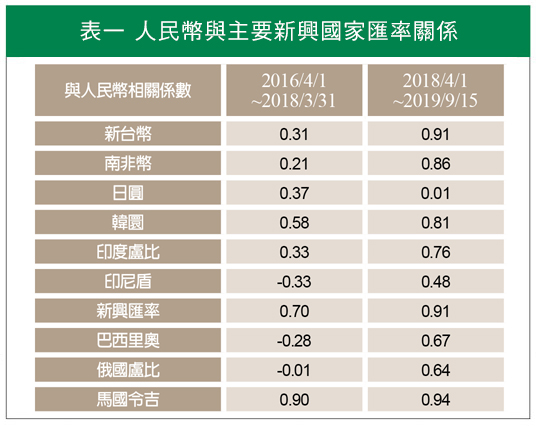 表一 人民幣與主要新興國家匯率關係
與人民幣相關係數 2016/4/1 ~2018/3/31 2018/4/1 ~2019/9/15
新台幣 0.31 0.91
南非幣 0.21 0.86
日圓 0.37 0.01
韓圜 0.58 0.81
印度盧比 0.33 0.76
印尼盾 -0.33 0.48
新興匯率 0.70 0.91
巴西里奧 -0.28 0.67
俄國盧比 -0.01 0.64
馬國令吉 0.90 0.94